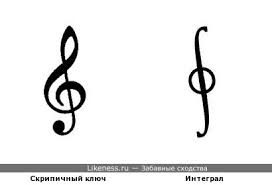 Likeness.ru — Забавные сходства
Скрипичный ключ Интеграл